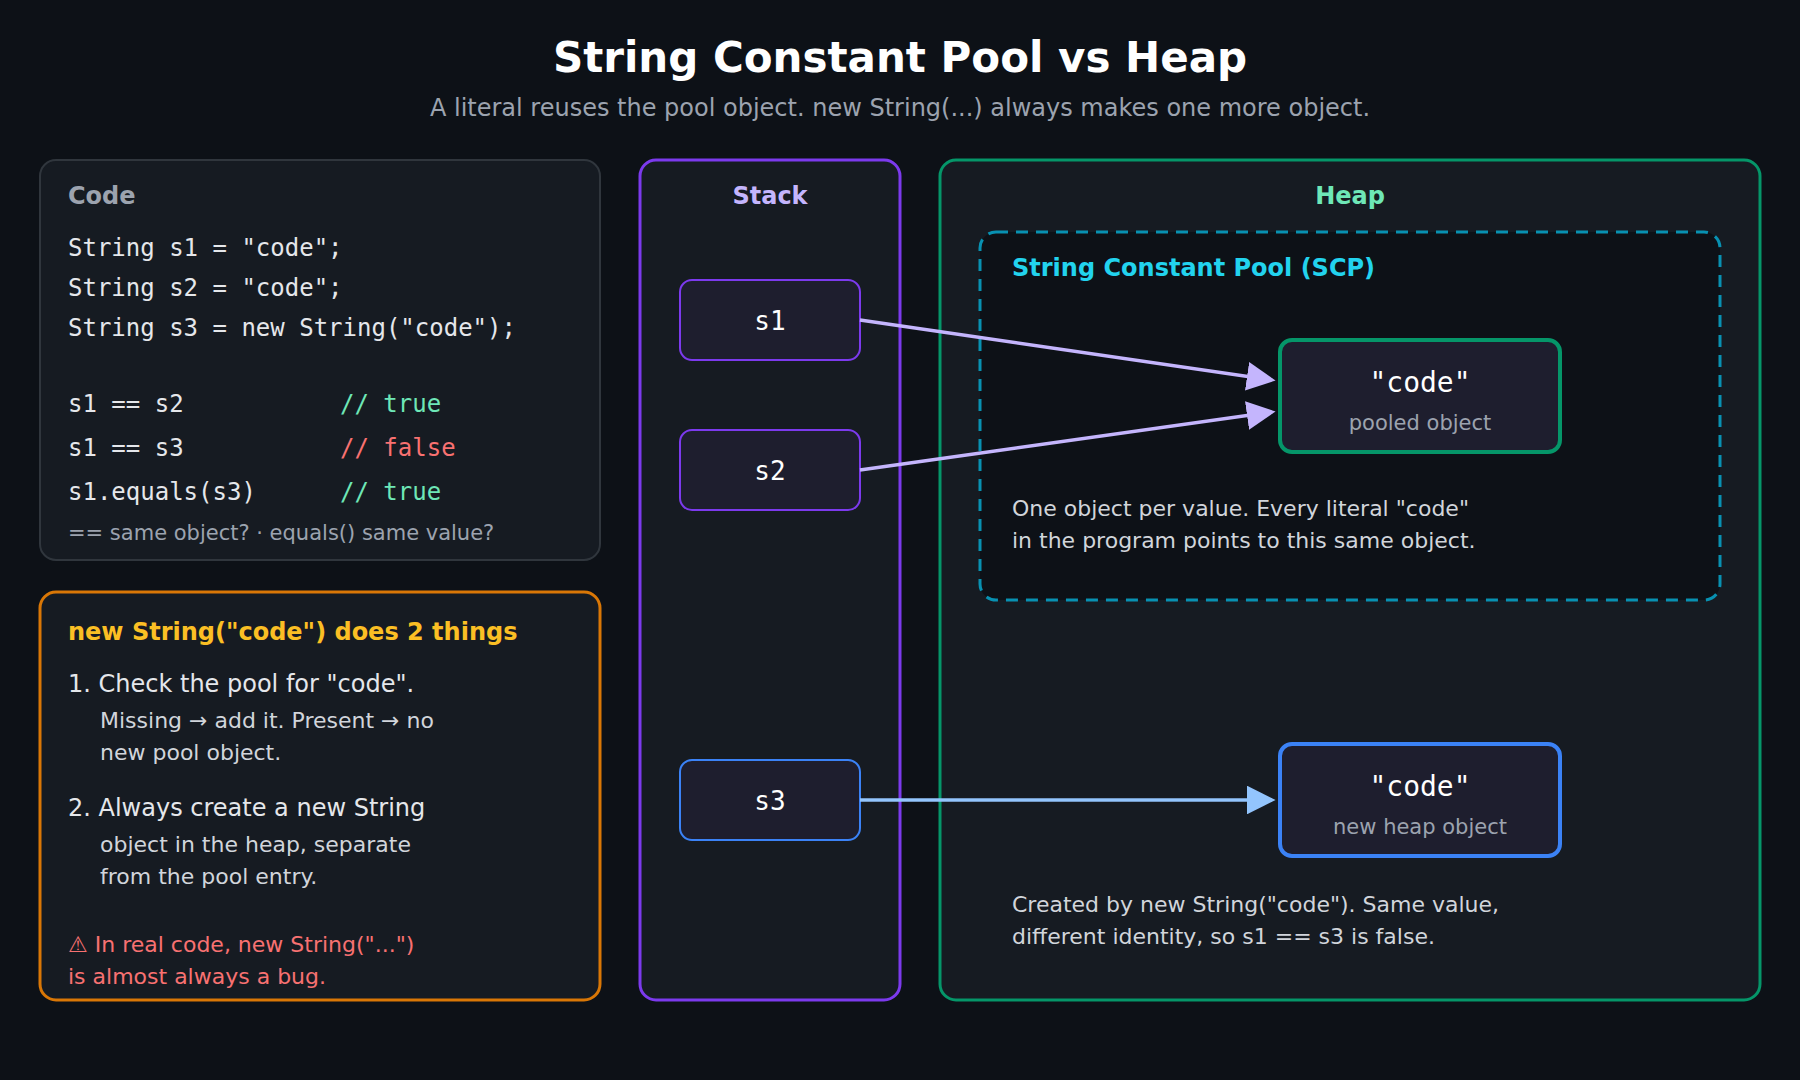 String Constant Pool vs Heap
A literal reuses the pool object. new String(...) always makes one more object.
Code
String s1 = "code";
String s2 = "code";
String s3 = new String("code");
s1 == s2 // true
s1 == s3 // false
s1.equals(s3) // true
== same object? · equals() same value?
new String("code") does 2 things
1. Check the pool for "code".
Missing → add it. Present → no
new pool object.
2. Always create a new String
object in the heap, separate
from the pool entry.
⚠ In real code, new String("...")
is almost always a bug.
Stack
s1
s2
s3
Heap
String Constant Pool (SCP)
"code"
pooled object
One object per value. Every literal "code"
in the program points to this same object.
"code"
new heap object
Created by new String("code"). Same value,
different identity, so s1 == s3 is false.